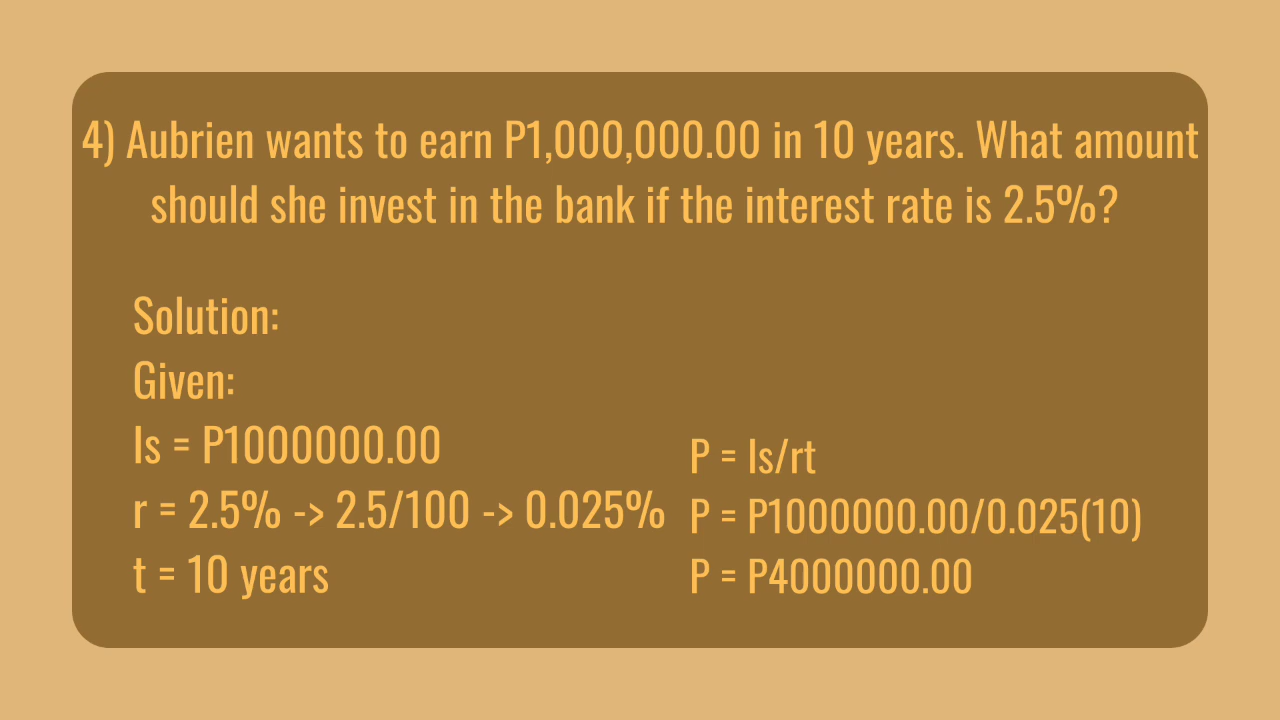 4) Aubrien wants to earn P1,000,000.00 in 10 years. What amount
should she invest in the bank if the interest rate is 2.5%?
Solution:
Given:
Is = P1000000.00
r = 2.5% -> 2.5/100 -> 0.025%
t = 10 years
P = Is/rt
P = P1000000.00/0.025(10)
P = P4000000.00